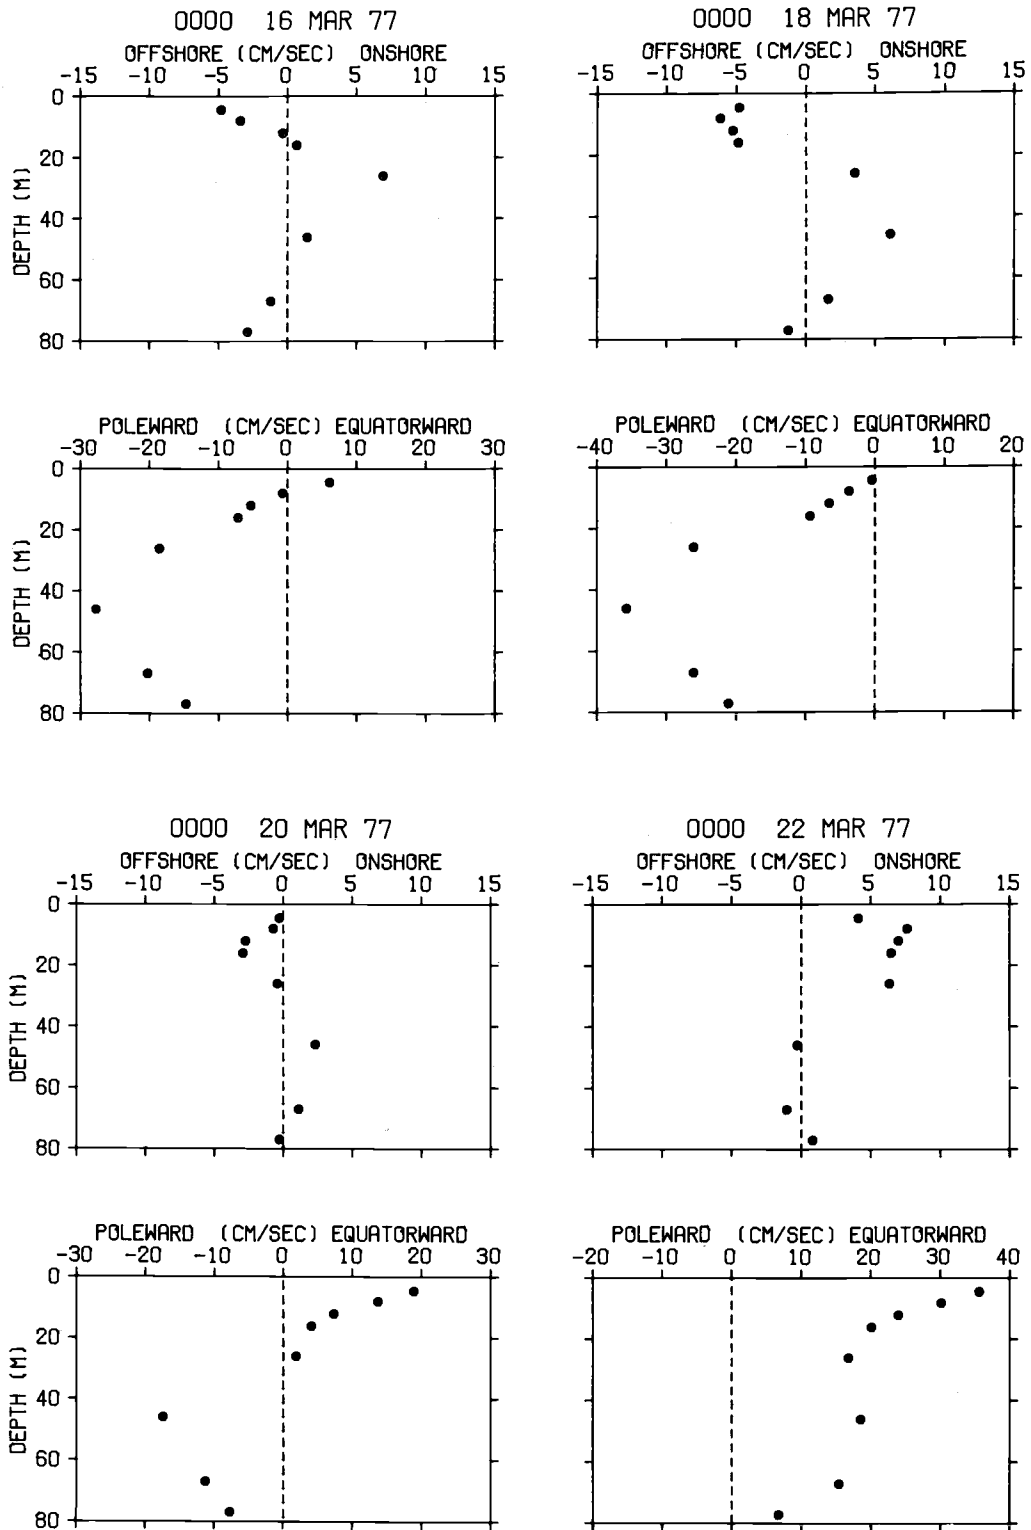 0000 16 MAR 77
OFFSHORE (CM/SEC) ONSHORE
-15 -10 -5 0 5 10 15
0
20
40
60
80
DEPTH (M)
0000 18 MAR 77
OFFSHORE (CM/SEC) ONSHORE
-15 -10 -5 0 5 10 15
POLEWARD (CM/SEC) EQUATORWARD
-30 -20 -10 0 10 20 30
0
20
40
60
80
DEPTH (M)
POLEWARD (CM/SEC) EQUATORWARD
-40 -30 -20 -10 0 10 20
0000 20 MAR 77
OFFSHORE (CM/SEC) ONSHORE
-15 -10 -5 0 5 10 15
0
20
40
60
80
DEPTH (M)
0000 22 MAR 77
OFFSHORE (CM/SEC) ONSHORE
-15 -10 -5 0 5 10 15
POLEWARD (CM/SEC) EQUATORWARD
-30 -20 -10 0 10 20 30
0
20
40
60
80
DEPTH (M)
POLEWARD (CM/SEC) EQUATORWARD
-20 -10 0 10 20 30 40